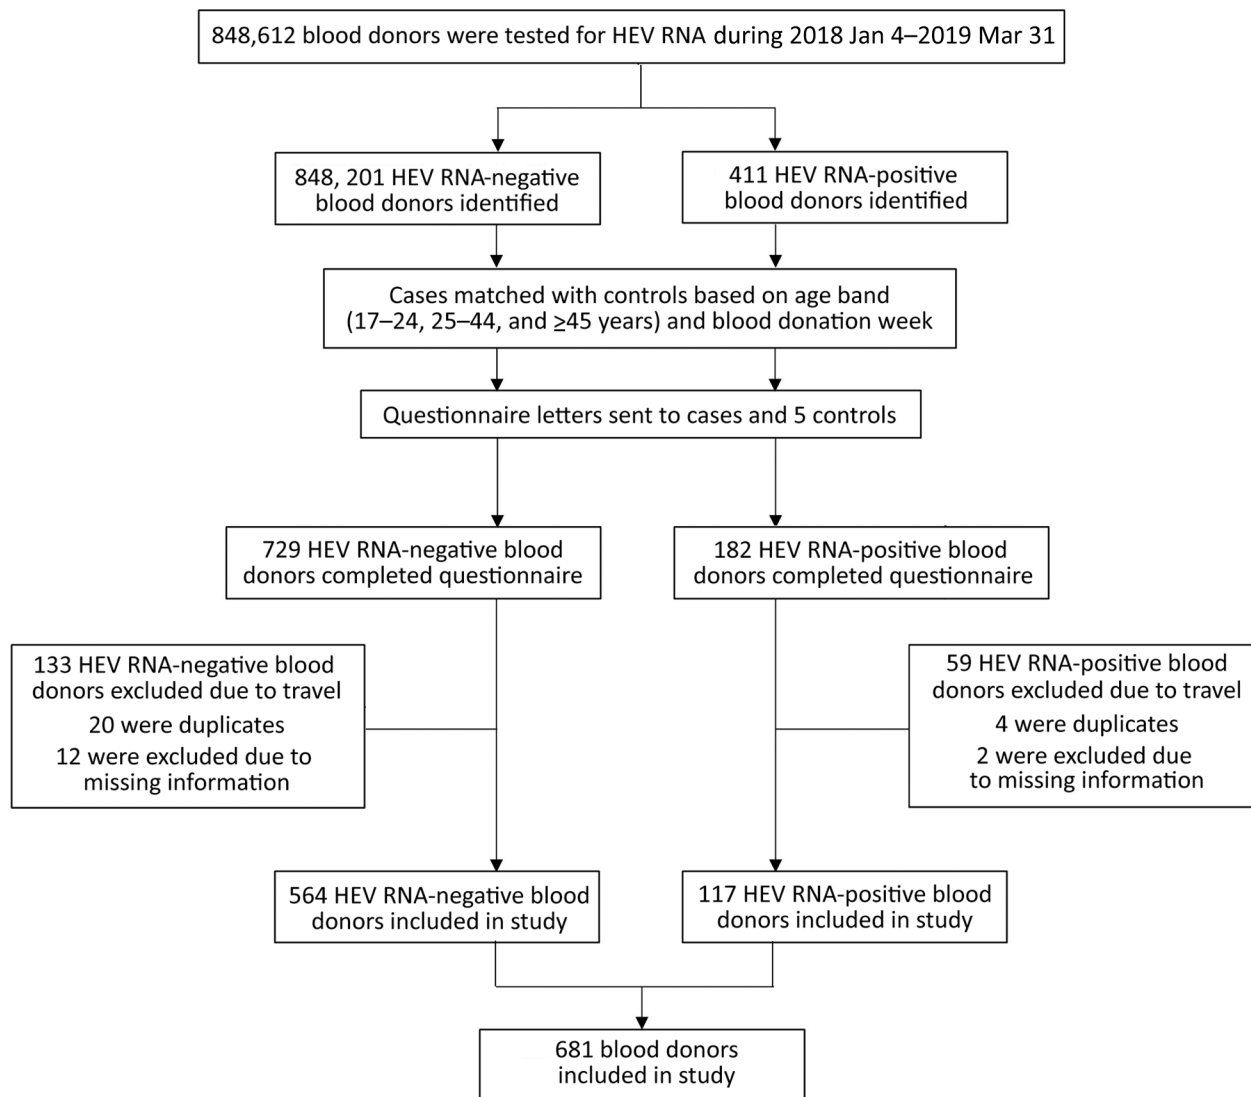 848,612 blood donors were tested for HEV RNA during 2018 Jan 4–2019 Mar 31
848, 201 HEV RNA-negative
blood donors identified
411 HEV RNA-positive
blood donors identified
Cases matched with controls based on age band
(17–24, 25–44, and ≥45 years) and blood donation week
Questionnaire letters sent to cases and 5 controls
729 HEV RNA-negative blood
donors completed questionnaire
182 HEV RNA-positive blood
donors completed questionnaire
133 HEV RNA-negative blood
donors excluded due to travel
20 were duplicates
12 were excluded due to
missing information
59 HEV RNA-positive blood
donors excluded due to travel
4 were duplicates
2 were excluded due
to missing information
564 HEV RNA-negative blood
donors included in study
117 HEV RNA-positive blood
donors included in study
681 blood donors
included in study